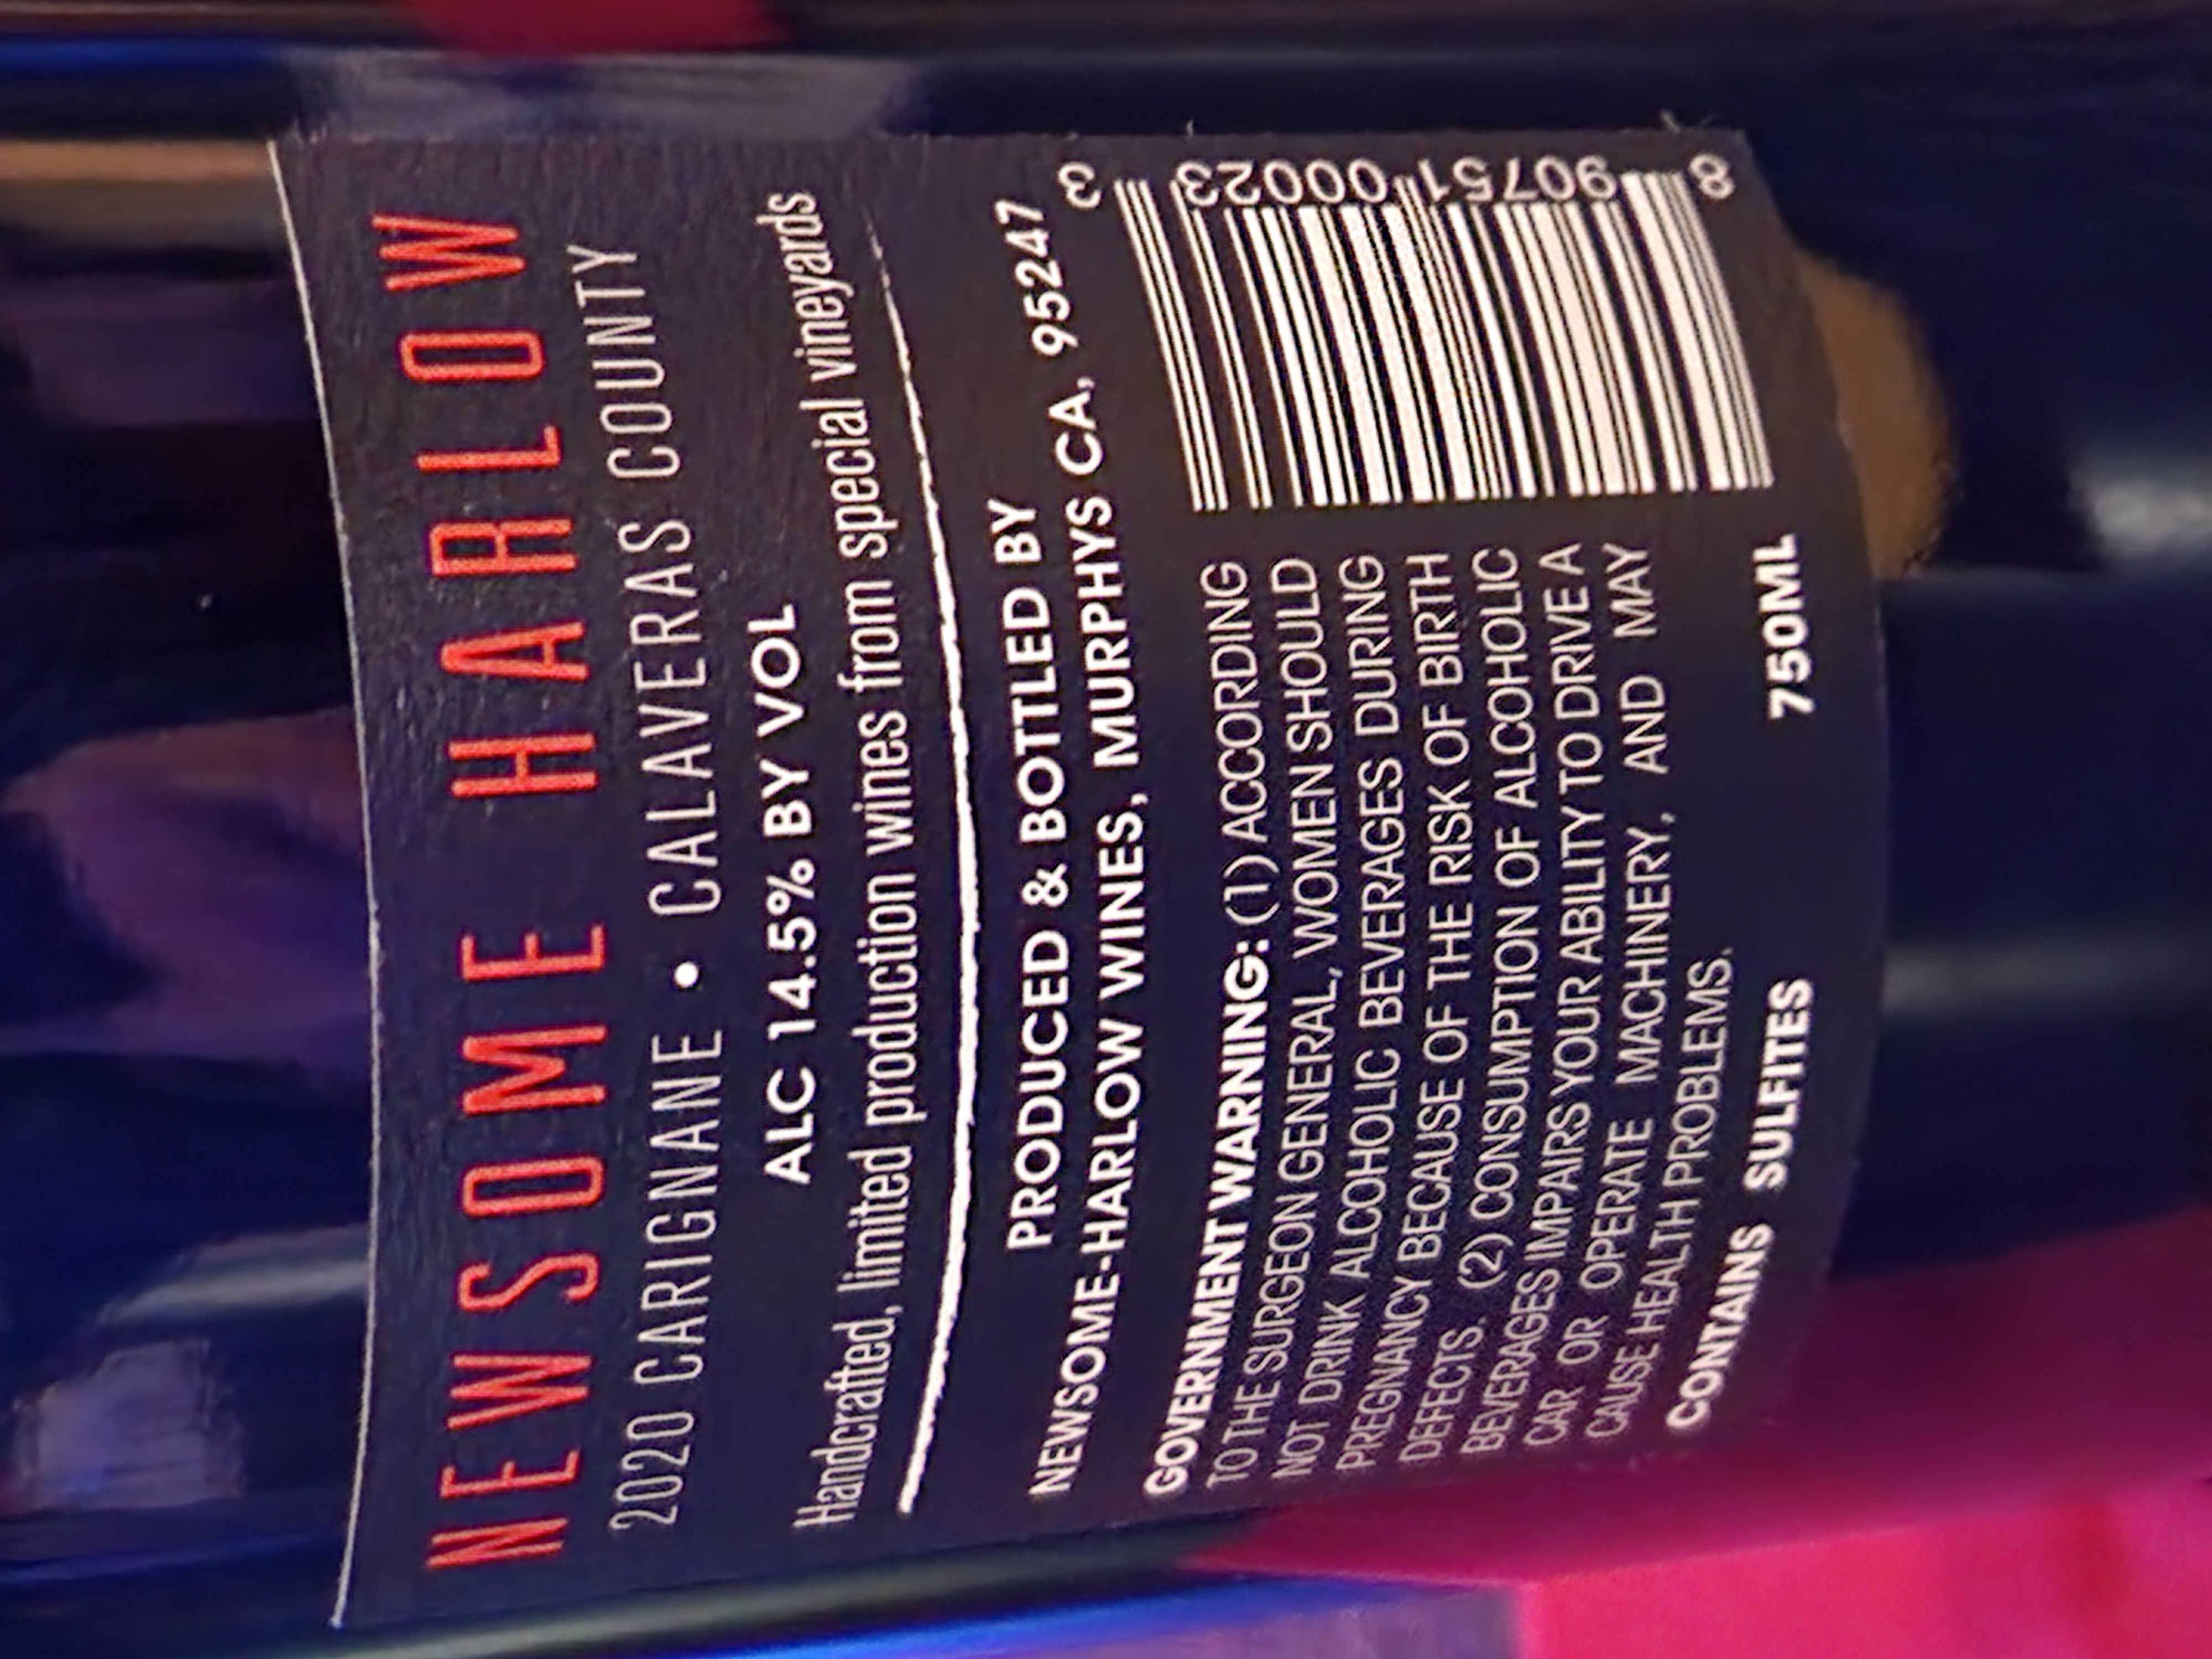 NEWSOME HARLOW
2020 CARIGNANE • CALAVERAS COUNTY
ALC 14.5% BY VOL
Handcrafted, limited production wines from special vineyards
PRODUCED & BOTTLED BY
NEWSOME-HARLOW WINES, MURPHYS CA, 95247
GOVERNMENT WARNING: (1) ACCORDING
TO THE SURGEON GENERAL, WOMEN SHOULD
NOT DRINK ALCOHOLIC BEVERAGES DURING
PREGNANCY BECAUSE OF THE RISK OF BIRTH
DEFECTS. (2) CONSUMPTION OF ALCOHOLIC
BEVERAGES IMPAIRS YOUR ABILITY TO DRIVE A
CAR OR OPERATE MACHINERY, AND MAY
CAUSE HEALTH PROBLEMS.
CONTAINS SULFITES 750ML
8 90751 00023 3